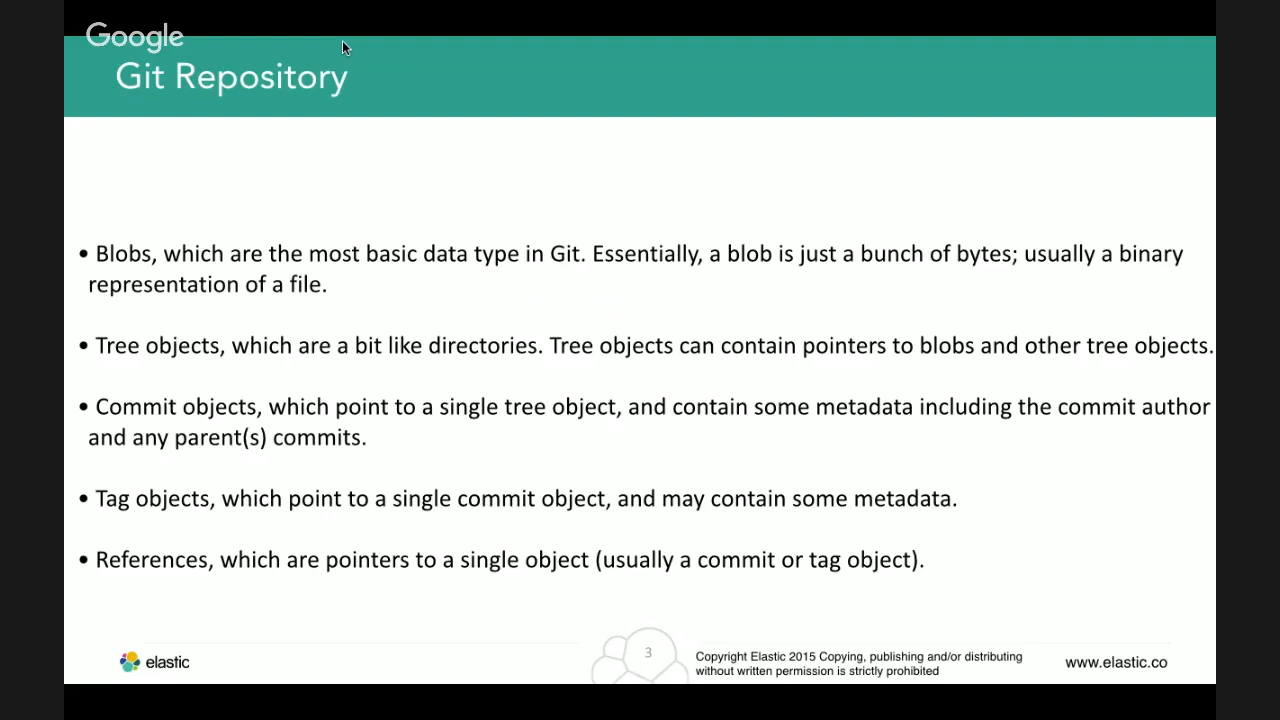 Google
Git Repository
• Blobs, which are the most basic data type in Git. Essentially, a blob is just a bunch of bytes; usually a binary
representation of a file.
• Tree objects, which are a bit like directories. Tree objects can contain pointers to blobs and other tree objects.
• Commit objects, which point to a single tree object, and contain some metadata including the commit author
and any parent(s) commits.
• Tag objects, which point to a single commit object, and may contain some metadata.
• References, which are pointers to a single object (usually a commit or tag object).
elastic
3
Copyright Elastic 2015 Copying, publishing and/or distributing
without written permission is strictly prohibited
www.elastic.co